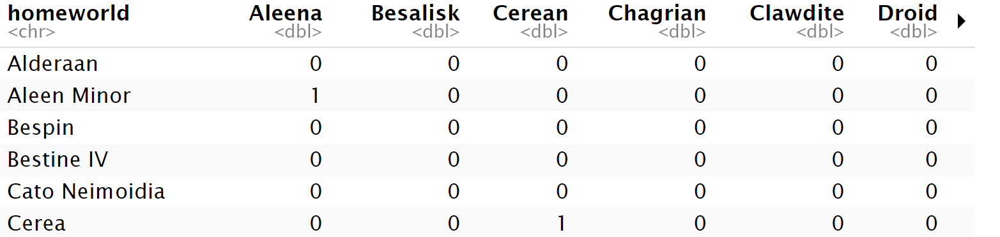 homeworld Aleena Besalisk Cerean Chagrian Clawdite Droid
<chr> <dbl> <dbl> <dbl> <dbl> <dbl> <dbl>
Alderaan 0 0 0 0 0 0
Aleen Minor 1 0 0 0 0 0
Bespin 0 0 0 0 0 0
Bestine IV 0 0 0 0 0 0
Cato Neimoidia 0 0 0 0 0 0
Cerea 0 0 1 0 0 0